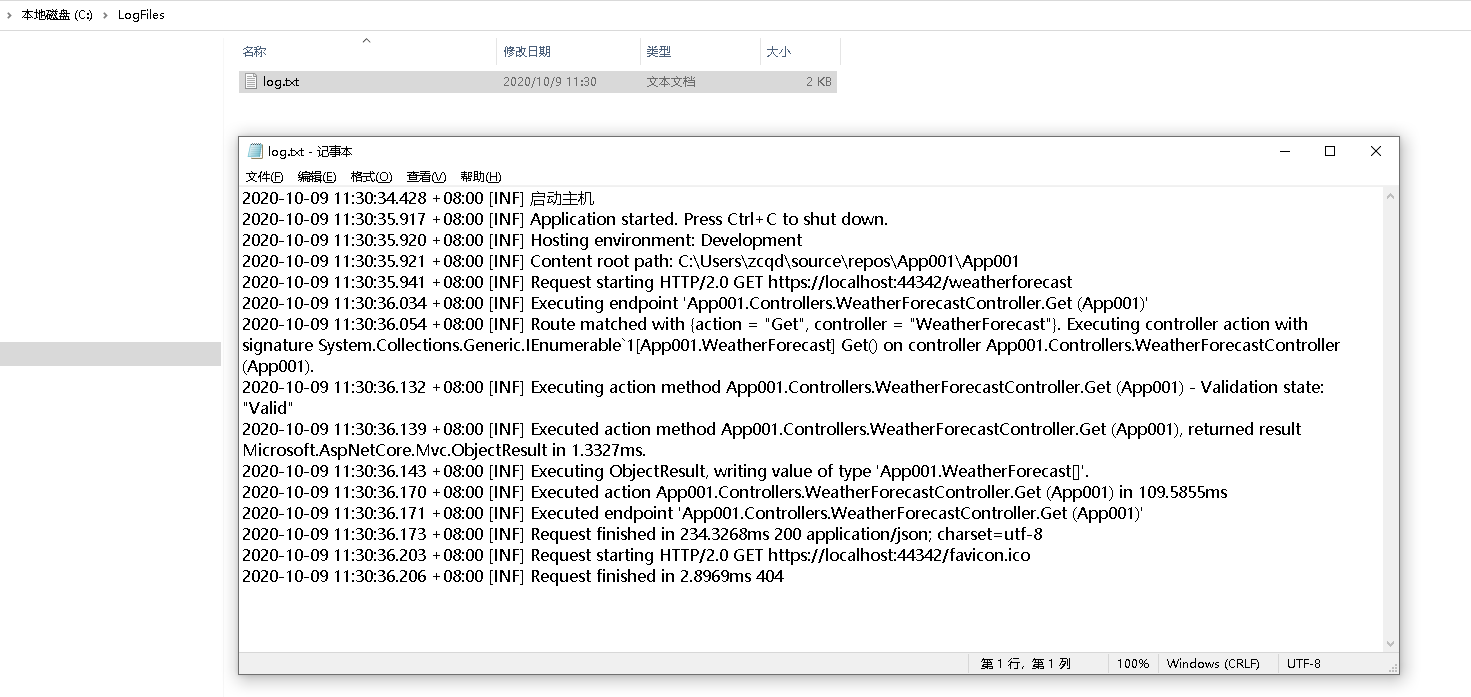 本地磁盘 (C:) LogFiles
名称 修改日期 类型 大小
log.txt 2020/10/9 11:30 文本文档 2 KB
log.txt - 记事本
文件(F) 编辑(E) 格式(O) 查看(V) 帮助(H)
2020-10-09 11:30:34.428 +08:00 [INF] 启动主机
2020-10-09 11:30:35.917 +08:00 [INF] Application started. Press Ctrl+C to shut down.
2020-10-09 11:30:35.920 +08:00 [INF] Hosting environment: Development
2020-10-09 11:30:35.921 +08:00 [INF] Content root path: C:\Users\zcqd\source\repos\App001\App001
2020-10-09 11:30:35.941 +08:00 [INF] Request starting HTTP/2.0 GET https://localhost:44342/weatherforecast
2020-10-09 11:30:36.034 +08:00 [INF] Executing endpoint 'App001.Controllers.WeatherForecastController.Get (App001)'
2020-10-09 11:30:36.054 +08:00 [INF] Route matched with {action = "Get", controller = "WeatherForecast"}. Executing controller action with
signature System.Collections.Generic.IEnumerable`1[App001.WeatherForecast] Get() on controller App001.Controllers.WeatherForecastController
(App001).
2020-10-09 11:30:36.132 +08:00 [INF] Executing action method App001.Controllers.WeatherForecastController.Get (App001) - Validation state:
"Valid"
2020-10-09 11:30:36.139 +08:00 [INF] Executed action method App001.Controllers.WeatherForecastController.Get (App001), returned result
Microsoft.AspNetCore.Mvc.ObjectResult in 1.3327ms.
2020-10-09 11:30:36.143 +08:00 [INF] Executing ObjectResult, writing value of type 'App001.WeatherForecast[]'.
2020-10-09 11:30:36.170 +08:00 [INF] Executed action App001.Controllers.WeatherForecastController.Get (App001) in 109.5855ms
2020-10-09 11:30:36.171 +08:00 [INF] Executed endpoint 'App001.Controllers.WeatherForecastController.Get (App001)'
2020-10-09 11:30:36.173 +08:00 [INF] Request finished in 234.3268ms 200 application/json; charset=utf-8
2020-10-09 11:30:36.203 +08:00 [INF] Request starting HTTP/2.0 GET https://localhost:44342/favicon.ico
2020-10-09 11:30:36.206 +08:00 [INF] Request finished in 2.8969ms 404
第 1 行，第 1 列 100% Windows (CRLF) UTF-8